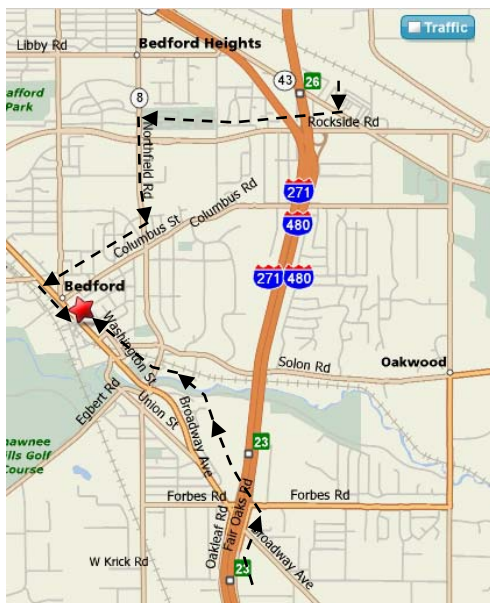 Traffic
Libby Rd
Bedford Heights
afford
Park
43
26
8
Rockside Rd
Northfield Rd
271
480
Columbus St
Columbus Rd
271 480
Bedford
Washington St
Solon Rd
Oakwood
Egbert Rd
Union St
Broadway Ave
hawnee
lls Golf
Course
23
Forbes Rd
Forbes Rd
Oakleaf Rd
Fair Oaks Rd
Broadway Ave
W Krick Rd
23